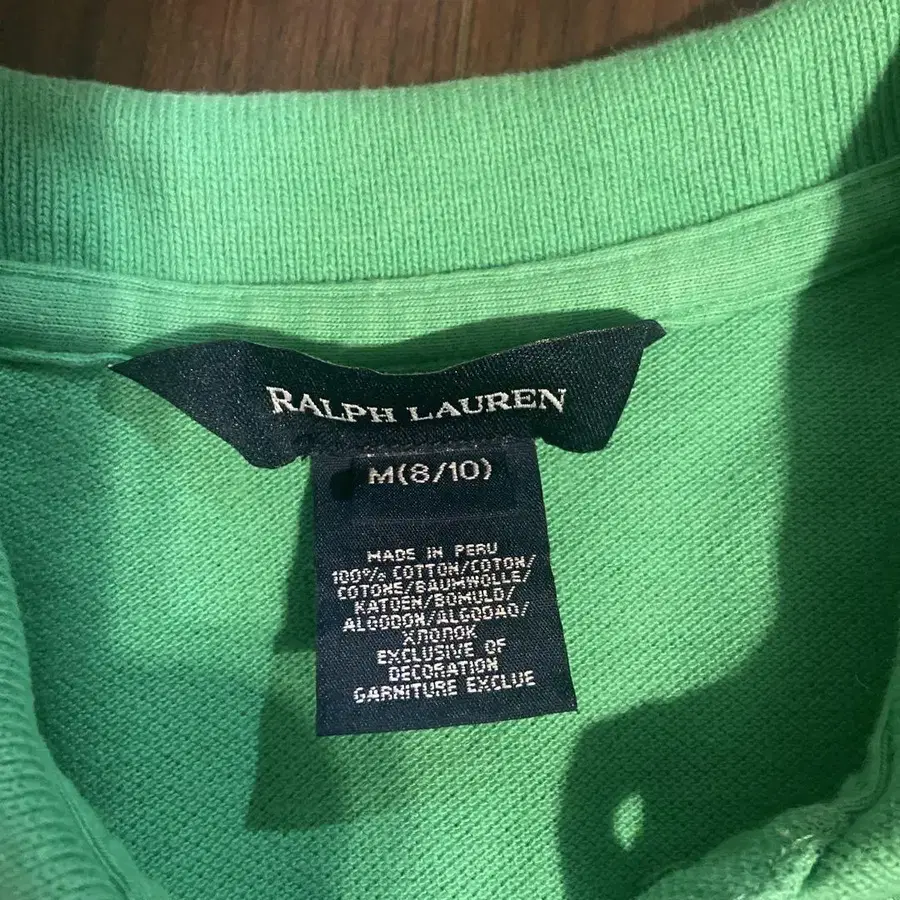 RALPH LAUREN
M(8/10)
MADE IN PERU
100% COTTON/COTON/
COTONE/BAUMWOLLE/
KATOEN/BOMULD/
ALGODON/ALGODAO/
ХЛОПОК
EXCLUSIVE OF
DECORATION
GARNITURE EXCLUE